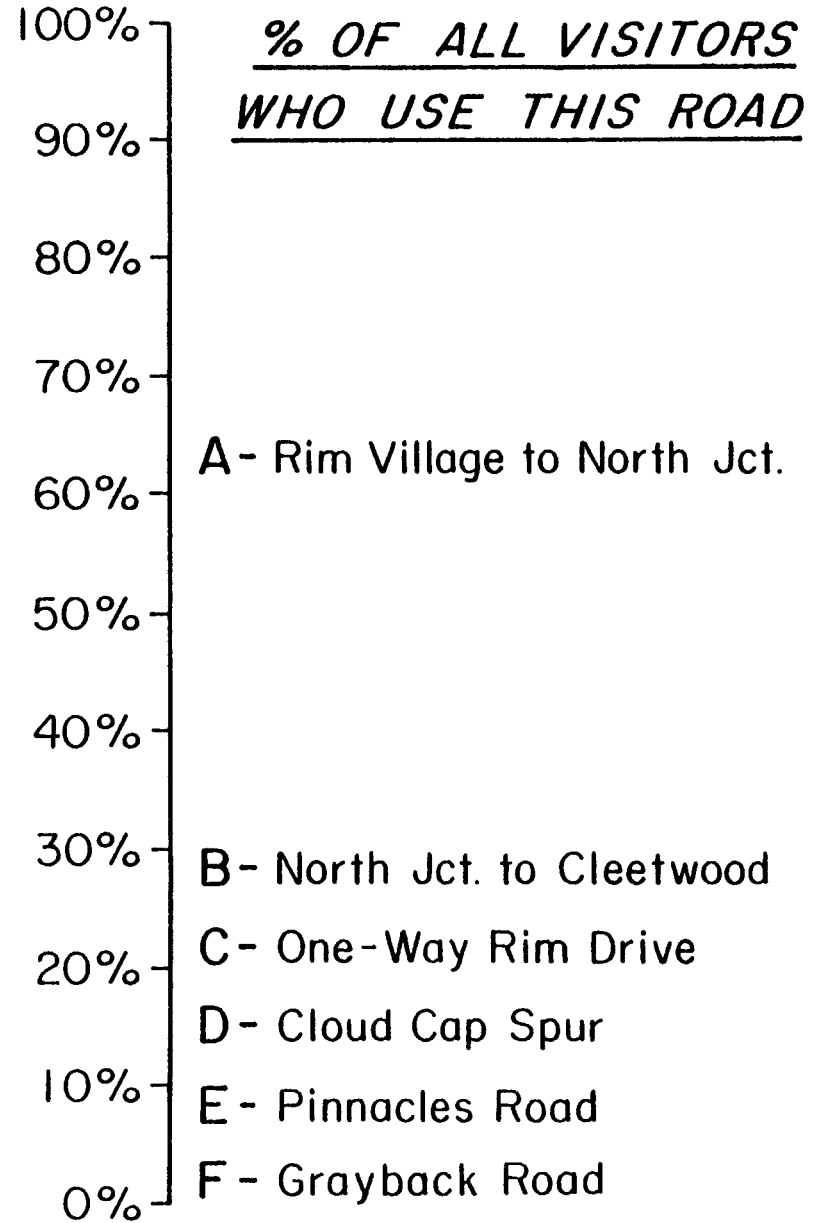 % OF ALL VISITORS
WHO USE THIS ROAD
100%
90%
80%
70%
A - Rim Village to North Jct.
60%
50%
40%
30%
B - North Jct. to Cleetwood
C - One-Way Rim Drive
20%
D - Cloud Cap Spur
10%
E - Pinnacles Road
F - Grayback Road
0%